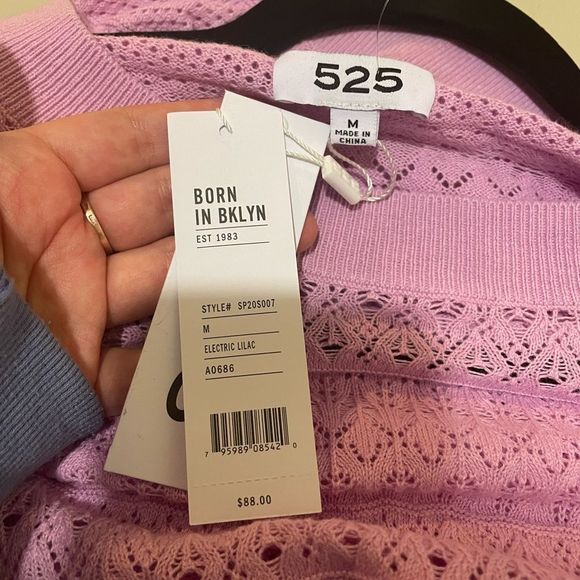 525
M
MADE IN
CHINA
BORN
IN BKLYN
EST 1983
STYLE# SP20S007
M
ELECTRIC LILAC
A0686
7 95989 08542 0
$88.00